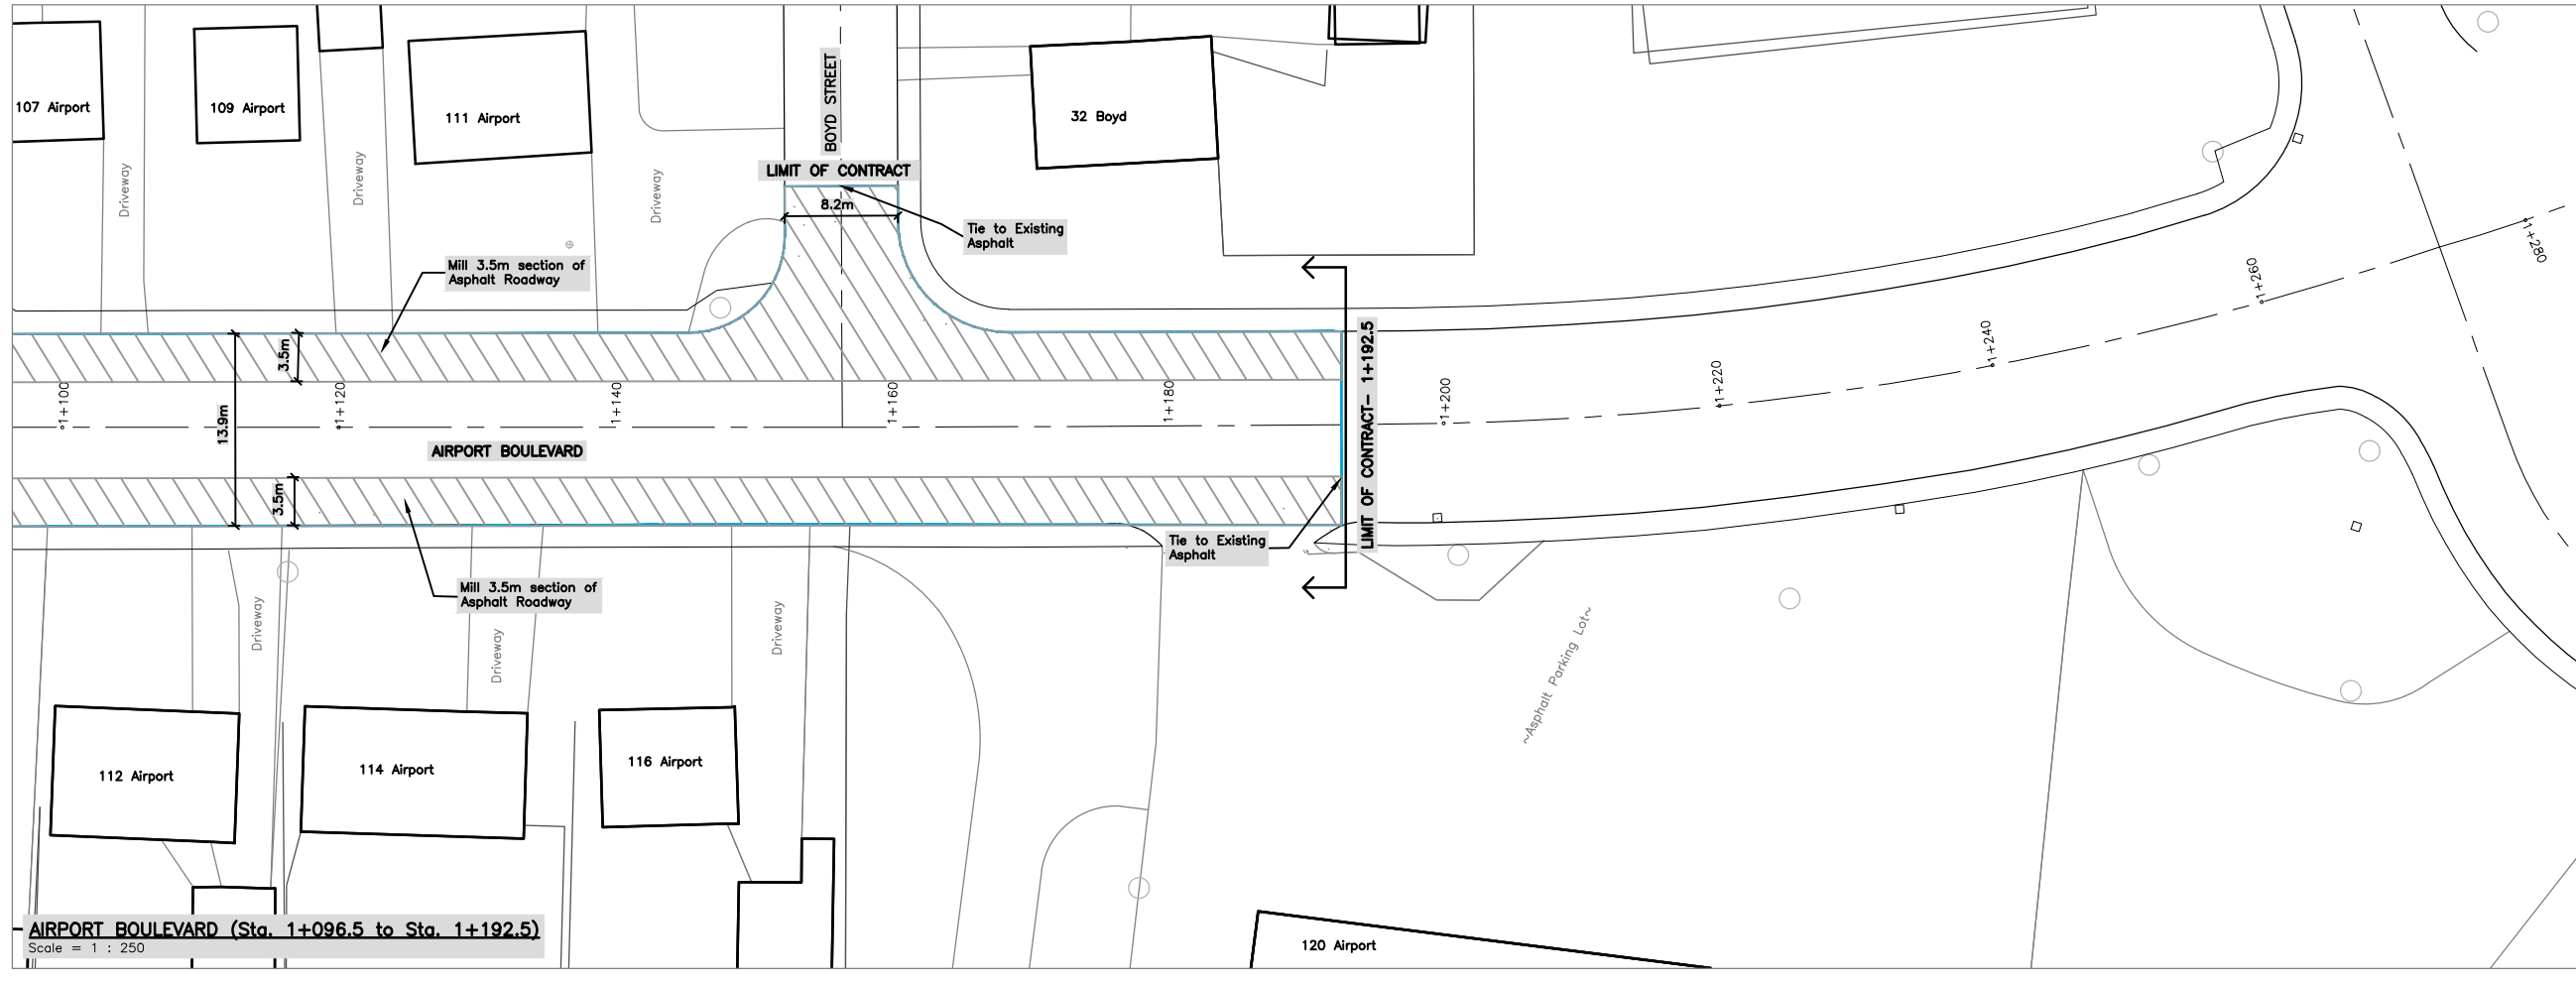 107 Airport
109 Airport
111 Airport
BOYD STREET
32 Boyd
Driveway
Driveway
Driveway
LIMIT OF CONTRACT
8.2m
Tie to Existing
Asphalt
Mill 3.5m section of
Asphalt Roadway
3.5m
13.9m
1+100
1+120
1+140
1+160
1+180
1+200
1+220
1+240
1+260
1+280
LIMIT OF CONTRACT- 1+192.5
AIRPORT BOULEVARD
3.5m
Tie to Existing
Asphalt
Mill 3.5m section of
Asphalt Roadway
Driveway
Driveway
Driveway
~Asphalt Parking Lot~
112 Airport
114 Airport
116 Airport
120 Airport
AIRPORT BOULEVARD (Sta. 1+096.5 to Sta. 1+192.5)
Scale = 1 : 250